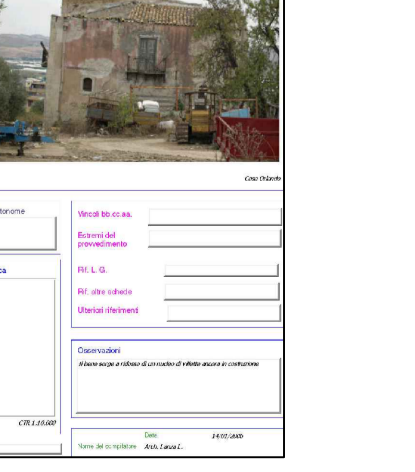 Casa Orlando
tonome
Vincoli bb.cc.aa.
Estremi del
provvedimento
ca
Rif. L. G.
Rif. altre schede
Ulteriori riferimenti
Osservazioni
Il bene sorge a ridosso di un nucleo di villette ancora in costruzione
CTR 1:10.000
Data 14/01/2006
Nome del compilatore Arch. Lanza L.